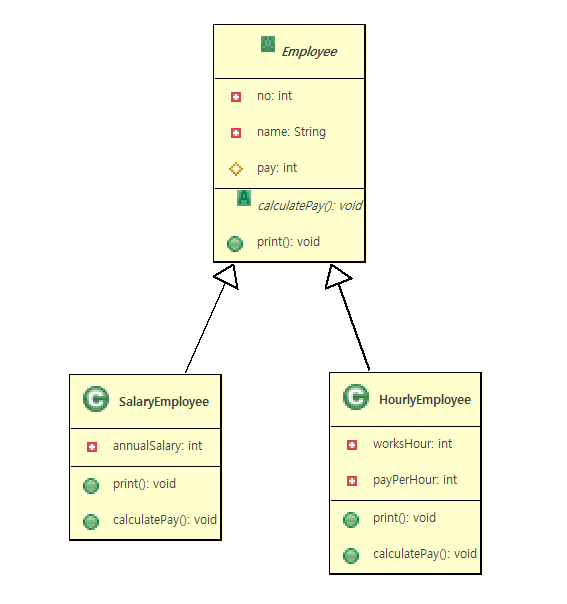 A
Employee
no: int
name: String
pay: int
A
calculatePay(): void
print(): void
C
SalaryEmployee
annualSalary: int
print(): void
calculatePay(): void
C
HourlyEmployee
worksHour: int
payPerHour: int
print(): void
calculatePay(): void